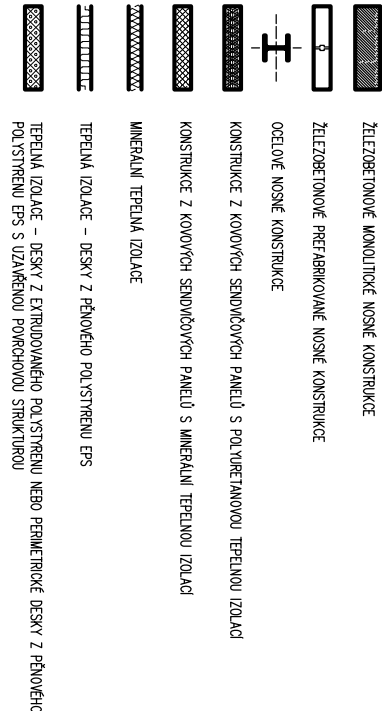 ŽELEZOBETONOVÉ MONOLITICKÉ NOSNÉ KONSTRUKCE
ŽELEZOBETONOVÉ PREFABRIKOVANÉ NOSNÉ KONSTRUKCE
OCELOVÉ NOSNÉ KONSTRUKCE
KONSTRUKCE Z KOVOVÝCH SENDVIČOVÝCH PANELŮ S POLYURETANOVOU TEPELNOU IZOLACÍ
KONSTRUKCE Z KOVOVÝCH SENDVIČOVÝCH PANELŮ S MINERÁLNÍ TEPELNOU IZOLACÍ
MINERÁLNÍ TEPELNÁ IZOLACE
TEPELNÁ IZOLACE – DESKY Z PĚNOVÉHO POLYSTYRENU EPS
TEPELNÁ IZOLACE – DESKY Z EXTRUDOVANÉHO POLYSTYRENU NEBO PERIMETRICKÉ DESKY Z PĚNOVÉHO
POLYSTYRENU EPS S UZAVŘENOU POVRCHOVOU STRUKTUROU